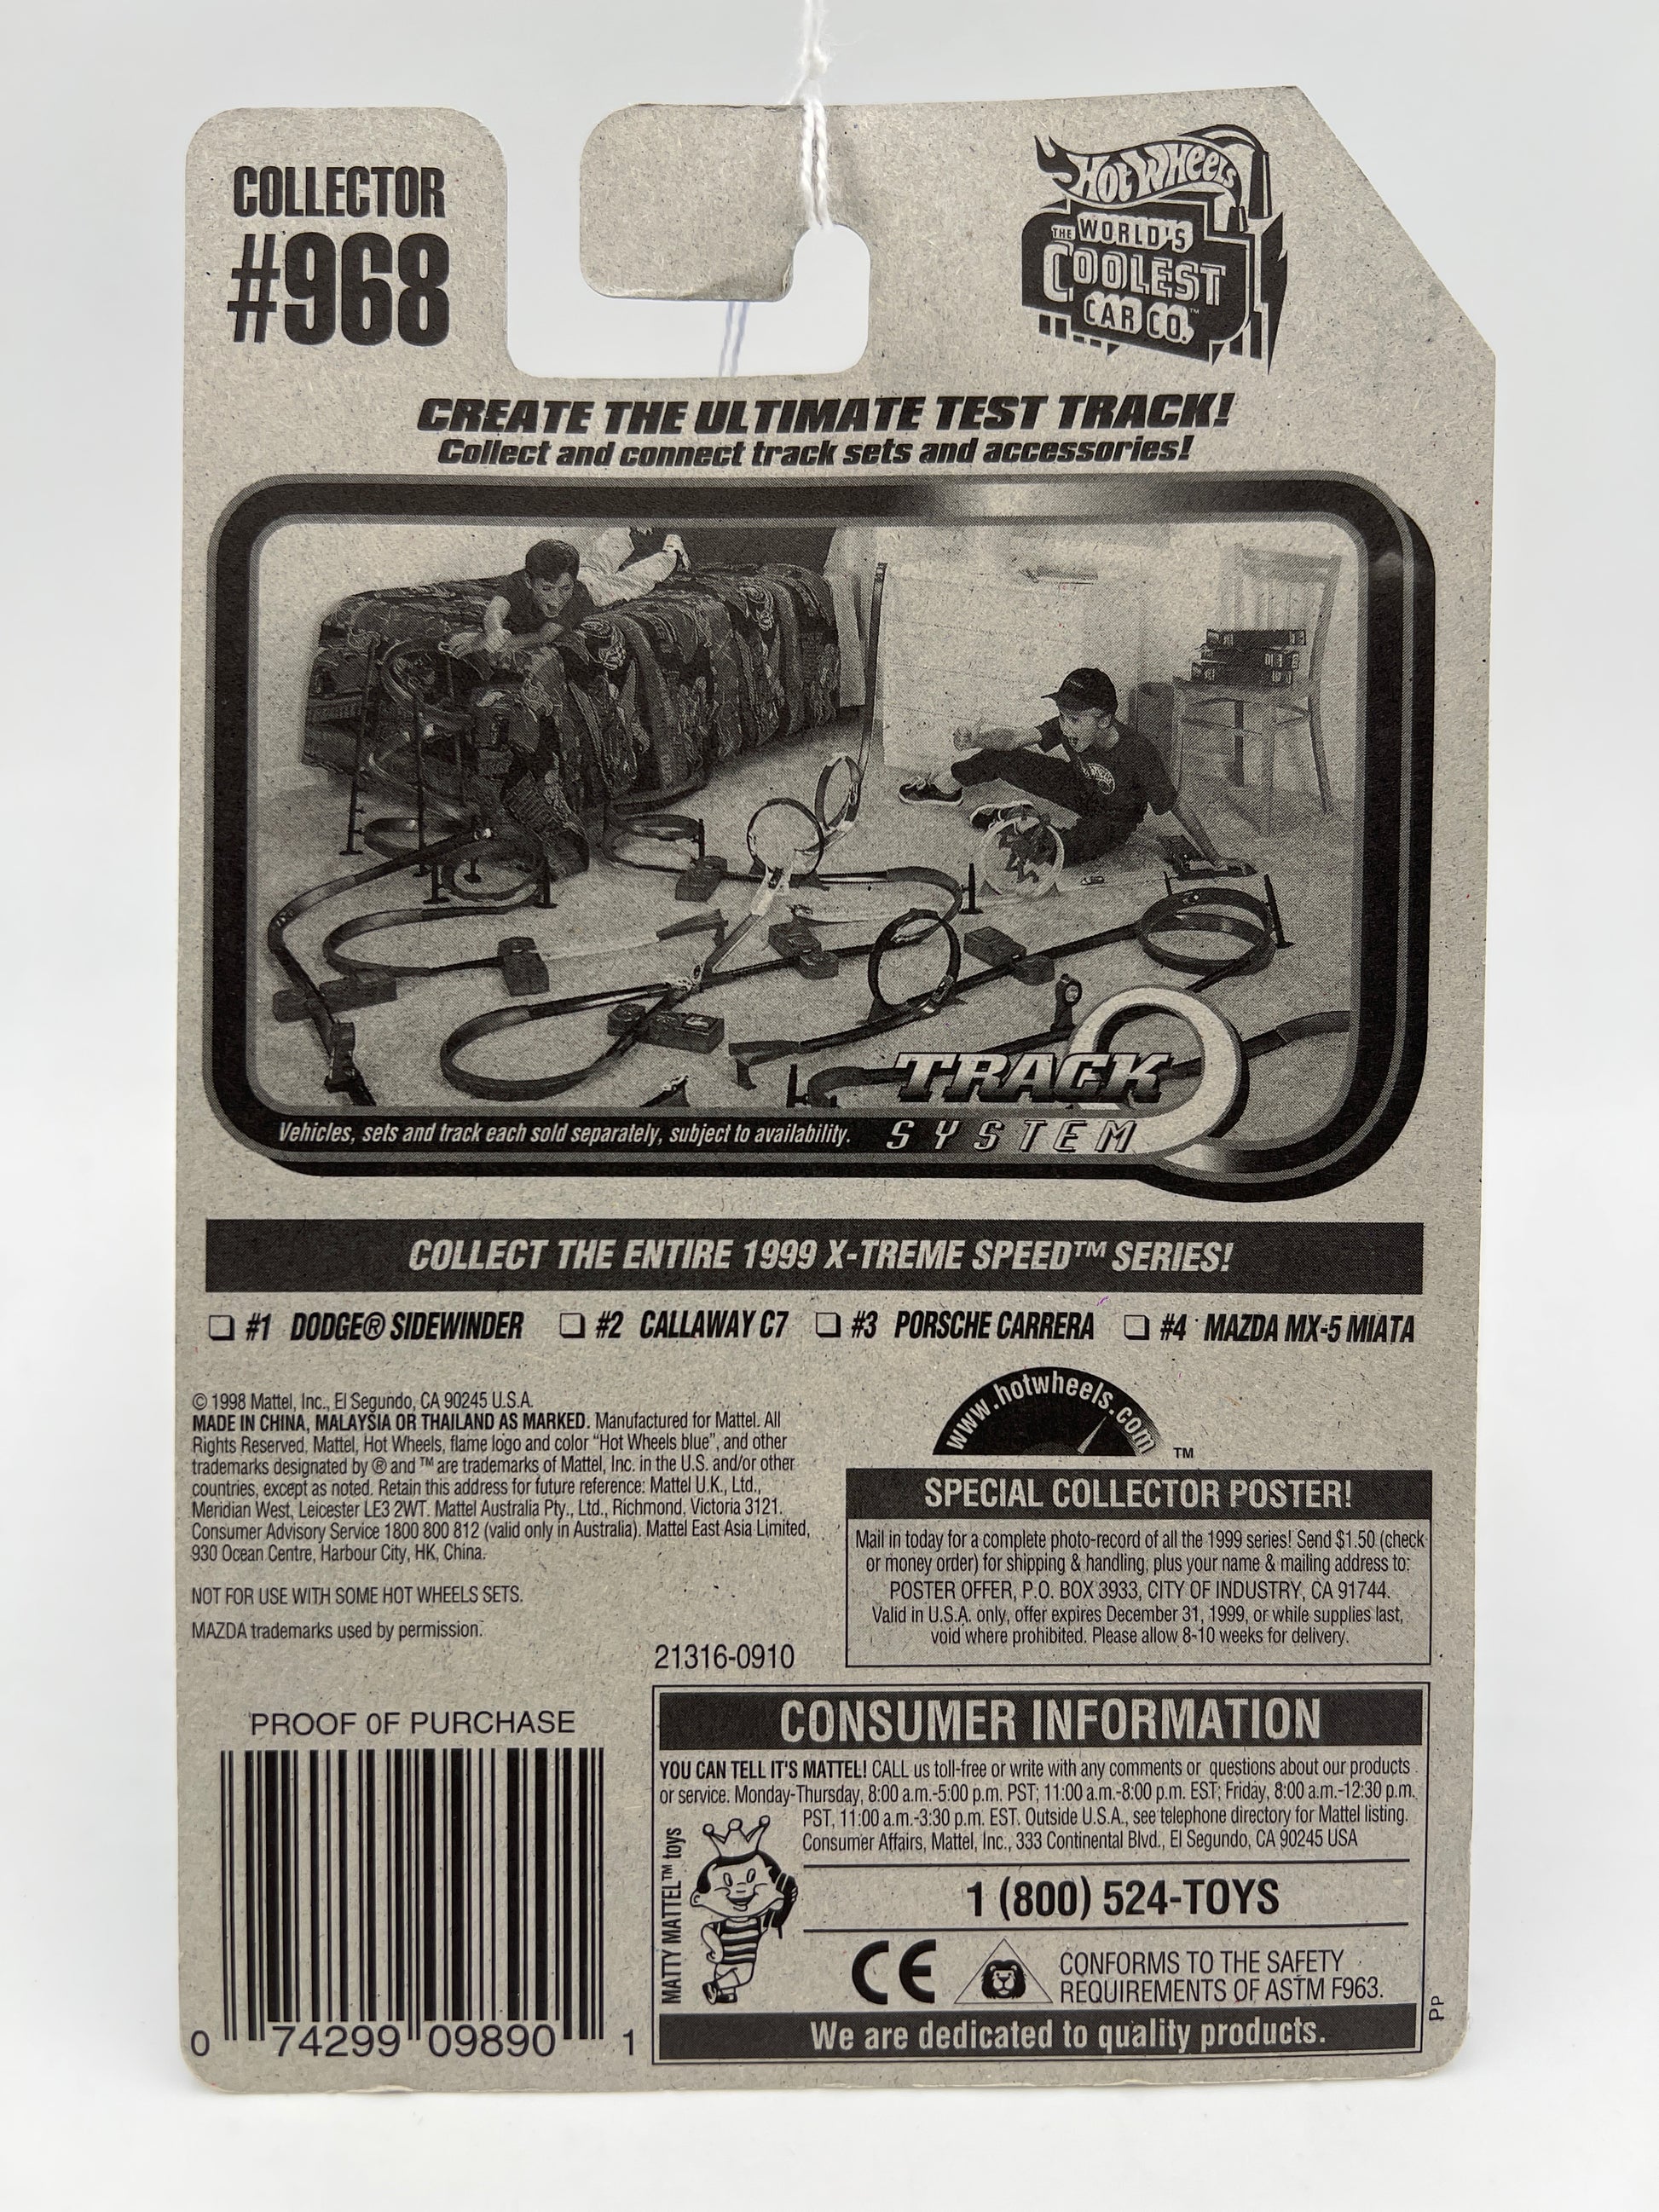 COLLECTOR
#968
HOT WHEELS
THE WORLD'S
COOLEST
CAR CO.™
CREATE THE ULTIMATE TEST TRACK!
Collect and connect track sets and accessories!
TRACK
SYSTEM
Vehicles, sets and track each sold separately, subject to availability.
COLLECT THE ENTIRE 1999 X-TREME SPEED™ SERIES!
❏ #1 DODGE® SIDEWINDER ❏ #2 CALLAWAY C7 ❏ #3 PORSCHE CARRERA ❏ #4 MAZDA MX-5 MIATA
© 1998 Mattel, Inc., El Segundo, CA 90245 U.S.A.
MADE IN CHINA, MALAYSIA OR THAILAND AS MARKED. Manufactured for Mattel. All
Rights Reserved, Mattel, Hot Wheels, flame logo and color “Hot Wheels blue”, and other
trademarks designated by ® and ™ are trademarks of Mattel, Inc. in the U.S. and/or other
countries, except as noted. Retain this address for future reference: Mattel U.K., Ltd.,
Meridian West, Leicester LE3 2WT. Mattel Australia Pty., Ltd., Richmond, Victoria 3121.
Consumer Advisory Service 1800 800 812 (valid only in Australia). Mattel East Asia Limited,
930 Ocean Centre, Harbour City, HK, China.
NOT FOR USE WITH SOME HOT WHEELS SETS.
MAZDA trademarks used by permission.
21316-0910
www.hotwheels.com
™
SPECIAL COLLECTOR POSTER!
Mail in today for a complete photo-record of all the 1999 series! Send $1.50 (check
or money order) for shipping & handling, plus your name & mailing address to:
POSTER OFFER, P.O. BOX 3933, CITY OF INDUSTRY, CA 91744.
Valid in U.S.A. only, offer expires December 31, 1999, or while supplies last,
void where prohibited. Please allow 8-10 weeks for delivery.
PROOF OF PURCHASE
0 74299 09890 1
CONSUMER INFORMATION
YOU CAN TELL IT'S MATTEL! CALL us toll-free or write with any comments or questions about our products
or service. Monday-Thursday, 8:00 a.m.-5:00 p.m. PST; 11:00 a.m.-8:00 p.m. EST; Friday, 8:00 a.m.-12:30 p.m.
PST, 11:00 a.m.-3:30 p.m. EST. Outside U.S.A., see telephone directory for Mattel listing.
Consumer Affairs, Mattel, Inc., 333 Continental Blvd., El Segundo, CA 90245 USA
MATTY MATTEL™ toys
1 (800) 524-TOYS
CE
CONFORMS TO THE SAFETY
REQUIREMENTS OF ASTM F963.
We are dedicated to quality products.
PP